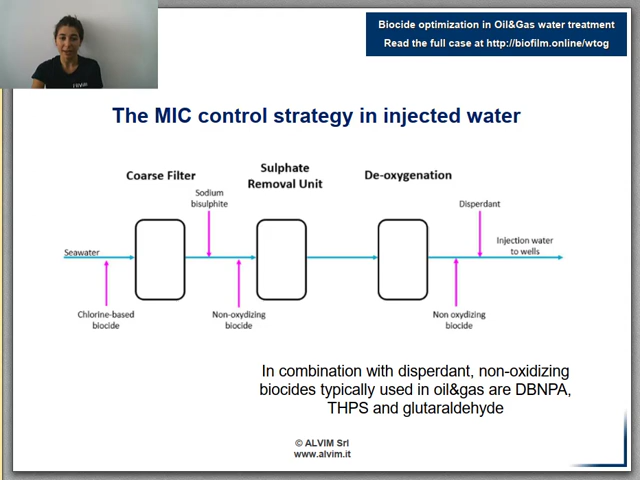 Biocide optimization in Oil&Gas water treatment
Read the full case at http://biofilm.online/wtog
The MIC control strategy in injected water
Coarse Filter
Sulphate
Removal Unit
De-oxygenation
Sodium
bisulphite
Disperdant
Seawater
Injection water
to wells
Chlorine-based
biocide
Non-oxydizing
biocide
Non oxydizing
biocide
In combination with disperdant, non-oxidizing
biocides typically used in oil&gas are DBNPA,
THPS and glutaraldehyde
© ALVIM Srl
www.alvim.it